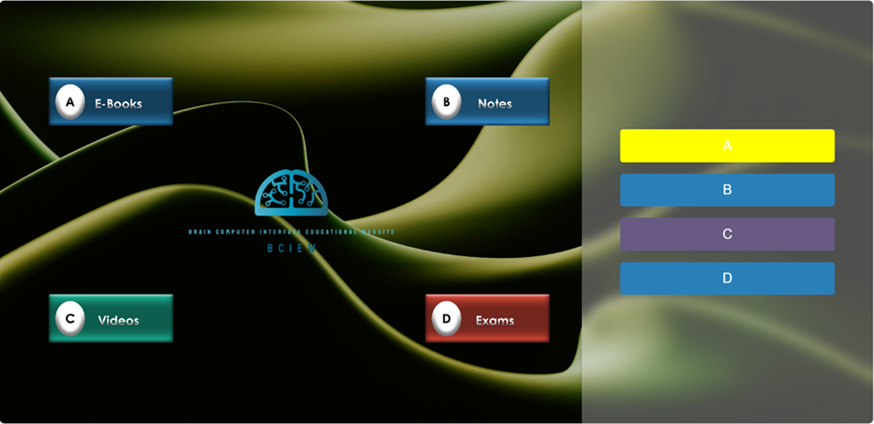 A E-Books
B Notes
A
B
C
D
BRAIN COMPUTER INTERFACE EDUCATIONAL WEBSITE
BCIEW
C Videos
D Exams